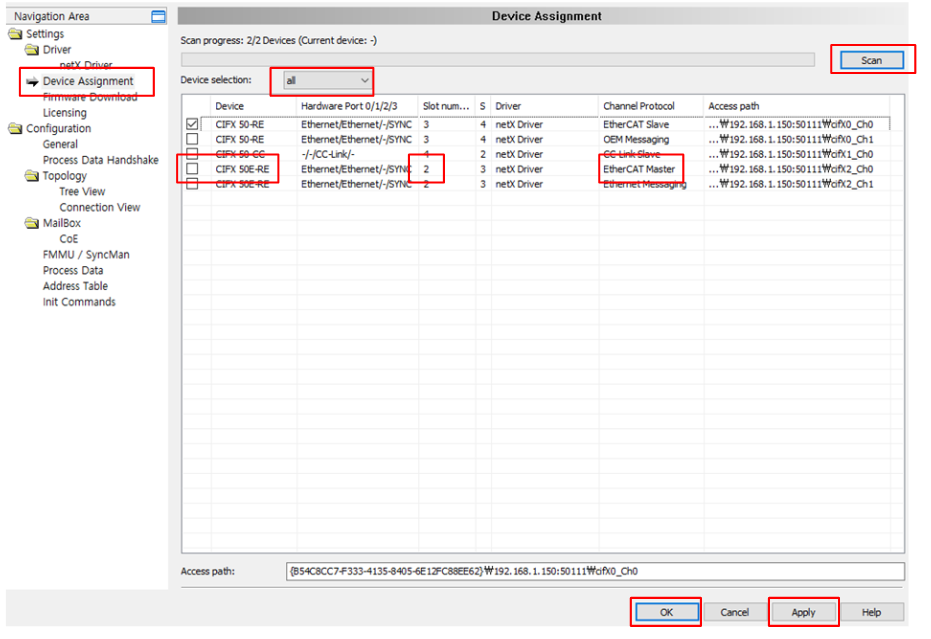 Navigation Area
Device Assignment
Settings
Driver
netX Driver
Device Assignment
Firmware Download
Licensing
Configuration
General
Process Data Handshake
Topology
Tree View
Connection View
MailBox
CoE
FMMU / SyncMan
Process Data
Address Table
Init Commands
Scan progress: 2/2 Devices (Current device: -)
Scan
Device selection: all
Device Hardware Port 0/1/2/3 Slot num... S Driver Channel Protocol Access path
CIFX 50-RE Ethernet/Ethernet/-/SYNC 3 4 netX Driver EtherCAT Slave ...₩192.168.1.150:50111₩cifX0_Ch0
CIFX 50-RE Ethernet/Ethernet/-/SYNC 3 4 netX Driver OEM Messaging ...₩192.168.1.150:50111₩cifX0_Ch1
CIFX 50-CC -/-/CC-Link/- 4 2 netX Driver CC-Link Slave ...₩192.168.1.150:50111₩cifX1_Ch0
CIFX 50E-RE Ethernet/Ethernet/-/SYNC 2 3 netX Driver EtherCAT Master ...₩192.168.1.150:50111₩cifX2_Ch0
CIFX 50E-RE Ethernet/Ethernet/-/SYNC 2 3 netX Driver Ethernet Messaging ...₩192.168.1.150:50111₩cifX2_Ch1
Access path: {B54C8CC7-F333-4135-8405-6E12FC88EE62}₩192.168.1.150:50111₩cifX0_Ch0
OK Cancel Apply Help